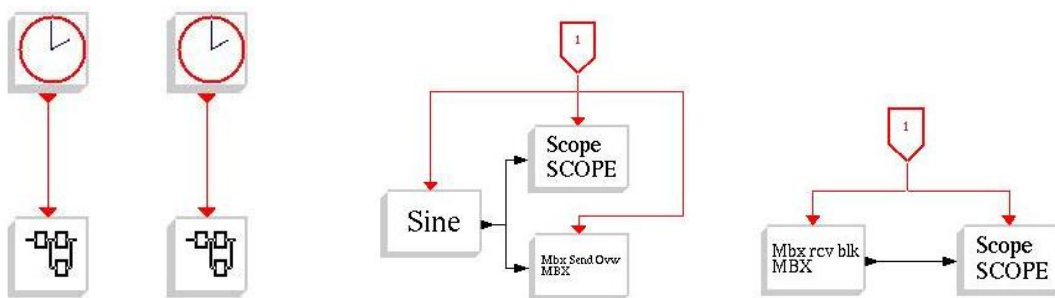 1
Scope
SCOPE
Sine
Mbx Send Ovw
MBX
1
Mbx rcv blk
MBX
Scope
SCOPE